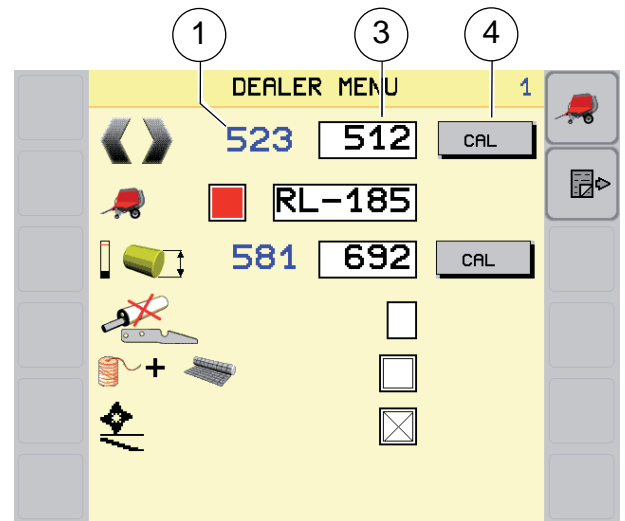 1 3 4
DEALER MENU 1
523 512 CAL
RL-185
581 692 CAL
+